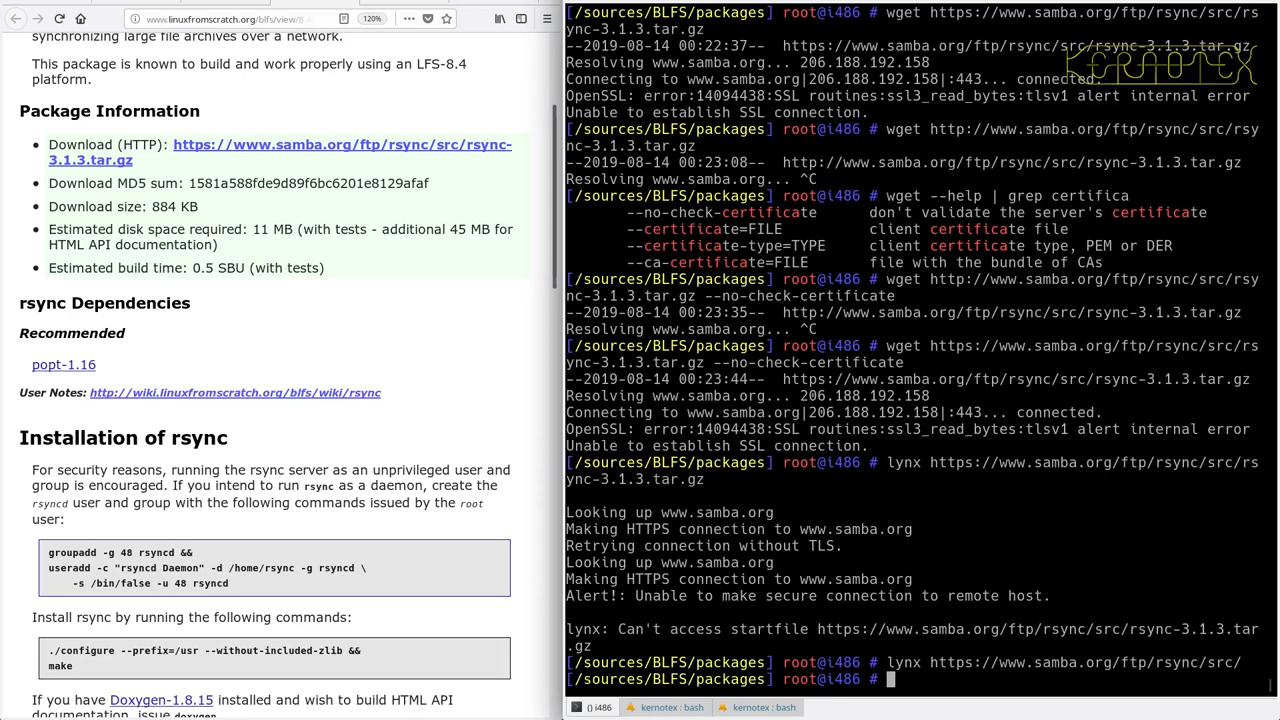 www.linuxfromscratch.org/blfs/view/8.4
120%
synchronizing large file archives over a network.
This package is known to build and work properly using an LFS-8.4
platform.
Package Information
Download (HTTP): https://www.samba.org/ftp/rsync/src/rsync-
3.1.3.tar.gz
Download MD5 sum: 1581a588fde9d89f6bc6201e8129afaf
Download size: 884 KB
Estimated disk space required: 11 MB (with tests - additional 45 MB for
HTML API documentation)
Estimated build time: 0.5 SBU (with tests)
rsync Dependencies
Recommended
popt-1.16
User Notes: http://wiki.linuxfromscratch.org/blfs/wiki/rsync
Installation of rsync
For security reasons, running the rsync server as an unprivileged user and
group is encouraged. If you intend to run rsync as a daemon, create the
rsyncd user and group with the following commands issued by the root
user:
groupadd -g 48 rsyncd &&
useradd -c "rsyncd Daemon" -d /home/rsync -g rsyncd \
-s /bin/false -u 48 rsyncd
Install rsync by running the following commands:
./configure --prefix=/usr --without-included-zlib &&
make
If you have Doxygen-1.8.15 installed and wish to build HTML API
documentation, issue doxygen
[/sources/BLFS/packages] root@i486 # wget https://www.samba.org/ftp/rsync/src/rs
ync-3.1.3.tar.gz
--2019-08-14 00:22:37-- https://www.samba.org/ftp/rsync/src/rsync-3.1.3.tar.gz
Resolving www.samba.org... 206.188.192.158
Connecting to www.samba.org|206.188.192.158|:443... connected.
OpenSSL: error:14094438:SSL routines:ssl3_read_bytes:tlsv1 alert internal error
Unable to establish SSL connection.
[/sources/BLFS/packages] root@i486 # wget http://www.samba.org/ftp/rsync/src/rsy
nc-3.1.3.tar.gz
--2019-08-14 00:23:08-- http://www.samba.org/ftp/rsync/src/rsync-3.1.3.tar.gz
Resolving www.samba.org... ^C
[/sources/BLFS/packages] root@i486 # wget --help | grep certifica
--no-check-certificate don't validate the server's certificate
--certificate=FILE client certificate file
--certificate-type=TYPE client certificate type, PEM or DER
--ca-certificate=FILE file with the bundle of CAs
[/sources/BLFS/packages] root@i486 # wget http://www.samba.org/ftp/rsync/src/rsy
nc-3.1.3.tar.gz --no-check-certificate
--2019-08-14 00:23:35-- http://www.samba.org/ftp/rsync/src/rsync-3.1.3.tar.gz
Resolving www.samba.org... ^C
[/sources/BLFS/packages] root@i486 # wget https://www.samba.org/ftp/rsync/src/rs
ync-3.1.3.tar.gz --no-check-certificate
--2019-08-14 00:23:44-- https://www.samba.org/ftp/rsync/src/rsync-3.1.3.tar.gz
Resolving www.samba.org... 206.188.192.158
Connecting to www.samba.org|206.188.192.158|:443... connected.
OpenSSL: error:14094438:SSL routines:ssl3_read_bytes:tlsv1 alert internal error
Unable to establish SSL connection.
[/sources/BLFS/packages] root@i486 # lynx https://www.samba.org/ftp/rsync/src/rs
ync-3.1.3.tar.gz
Looking up www.samba.org
Making HTTPS connection to www.samba.org
Retrying connection without TLS.
Looking up www.samba.org
Making HTTPS connection to www.samba.org
Alert!: Unable to make secure connection to remote host.
lynx: Can't access startfile https://www.samba.org/ftp/rsync/src/rsync-3.1.3.tar
.gz
[/sources/BLFS/packages] root@i486 # lynx https://www.samba.org/ftp/rsync/src/
[/sources/BLFS/packages] root@i486 #
KERNOTEX
() i486
kernotex : bash
kernotex : bash